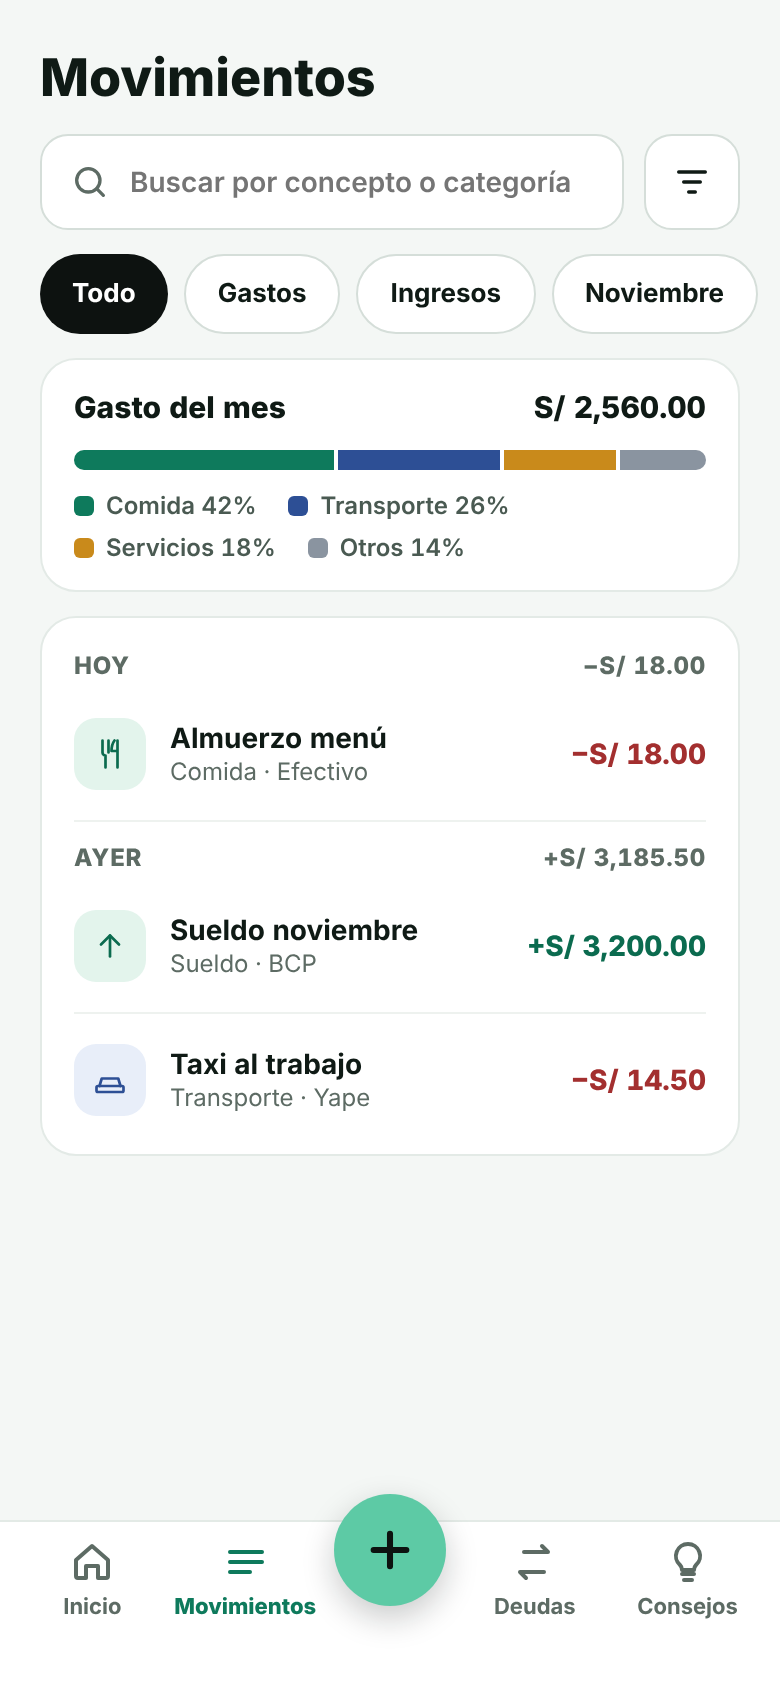 Movimientos
Buscar por concepto o categoría
Todo Gastos Ingresos Noviembre
Gasto del mes S/ 2,560.00
Comida 42% Transporte 26%
Servicios 18% Otros 14%
HOY −S/ 18.00
Almuerzo menú −S/ 18.00
Comida · Efectivo
AYER +S/ 3,185.50
Sueldo noviembre +S/ 3,200.00
Sueldo · BCP
Taxi al trabajo −S/ 14.50
Transporte · Yape
Inicio Movimientos Deudas Consejos